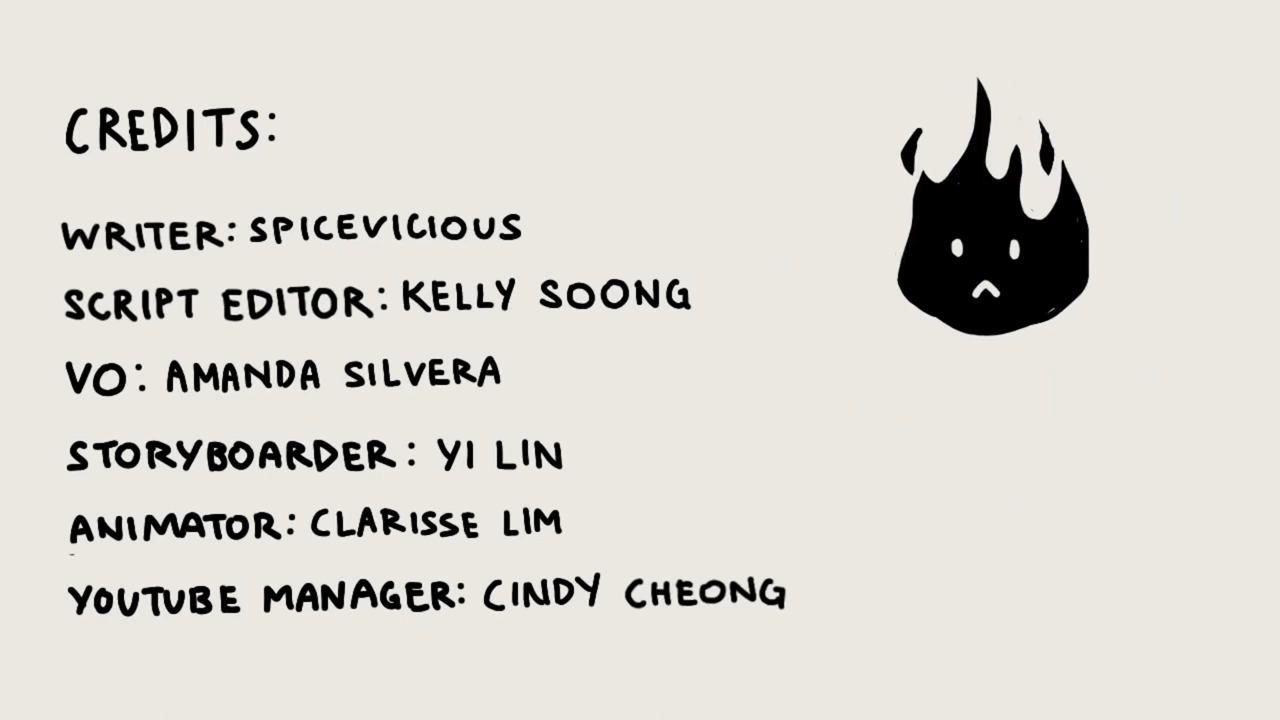 CREDITS:
WRITER: SPICEVICIOUS
SCRIPT EDITOR: KELLY SOONG
VO: AMANDA SILVERA
STORYBOARDER: YI LIN
ANIMATOR: CLARISSE LIM
YOUTUBE MANAGER: CINDY CHEONG